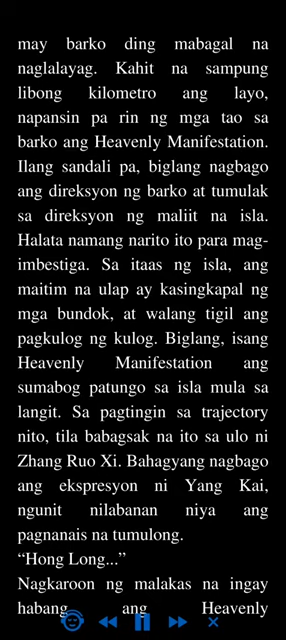 may barko ding mabagal na
naglalayag. Kahit na sampung
libong kilometro ang layo,
napansin pa rin ng mga tao sa
barko ang Heavenly Manifestation.
Ilang sandali pa, biglang nagbago
ang direksyon ng barko at tumulak
sa direksyon ng maliit na isla.
Halata namang narito ito para mag-
imbestiga. Sa itaas ng isla, ang
maitim na ulap ay kasingkapal ng
mga bundok, at walang tigil ang
pagkulog ng kulog. Biglang, isang
Heavenly Manifestation ang
sumabog patungo sa isla mula sa
langit. Sa pagtingin sa trajectory
nito, tila babagsak na ito sa ulo ni
Zhang Ruo Xi. Bahagyang nagbago
ang ekspresyon ni Yang Kai,
ngunit nilabanan niya ang
pagnanais na tumulong.
“Hong Long...”
Nagkaroon ng malakas na ingay
habang ang Heavenly